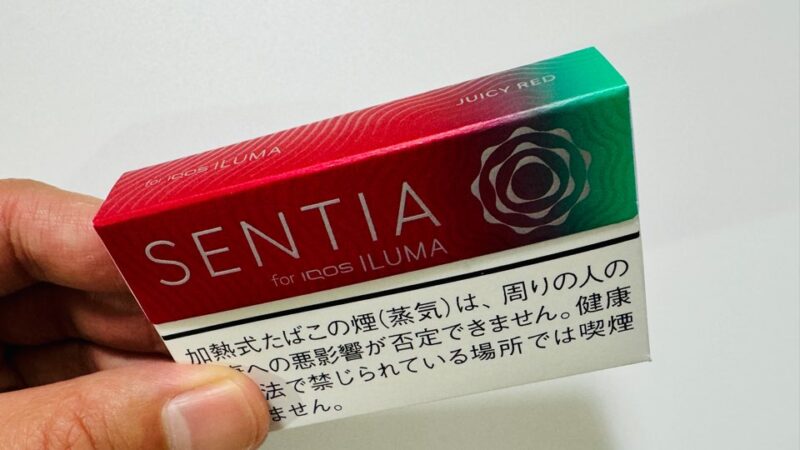 for IQOS ILUMA
JUICY RED
SENTIA
for IQOS ILUMA
加熱式たばこの煙(蒸気)は、周りの人の
への悪影響が否定できません。健康
法で禁じられている場所では喫煙
ません。